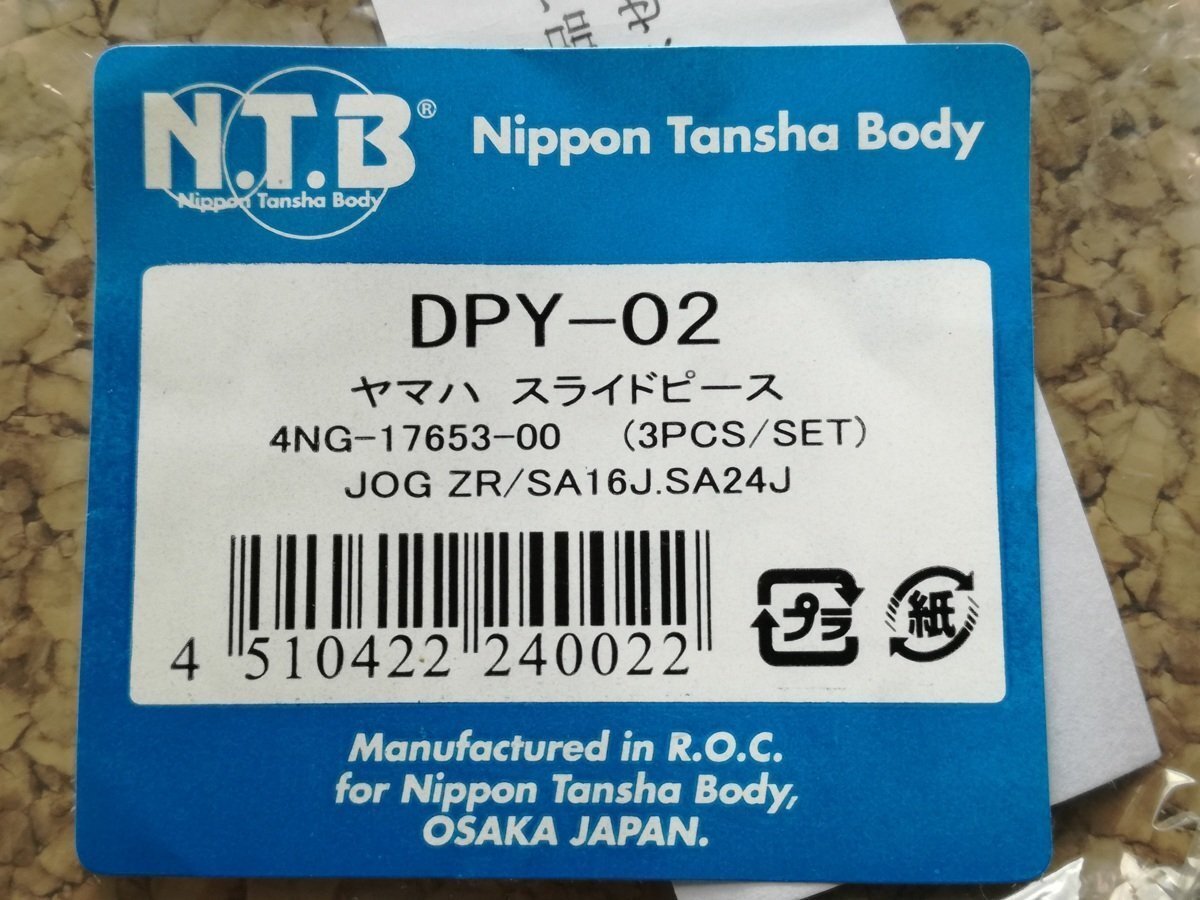 N.T.B®
Nippon Tansha Body
Nippon Tansha Body
DPY-02
ヤマハ スライドピース
4NG-17653-00 (3PCS/SET)
JOG ZR/SA16J.SA24J
4 510422 240022
プラ
紙
Manufactured in R.O.C.
for Nippon Tansha Body,
OSAKA JAPAN.